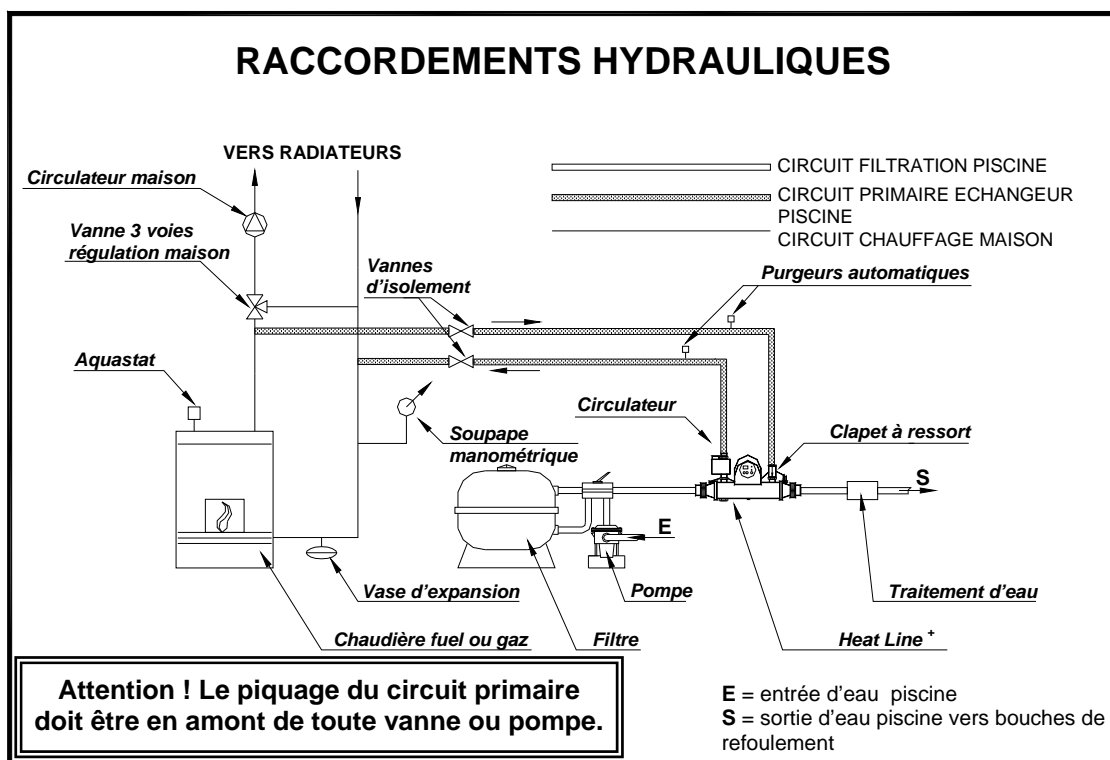 RACCORDEMENTS HYDRAULIQUES
VERS RADIATEURS
Circulateur maison
Vanne 3 voies
régulation maison
CIRCUIT FILTRATION PISCINE
CIRCUIT PRIMAIRE ECHANGEUR
PISCINE
CIRCUIT CHAUFFAGE MAISON
Vannes
d'isolement
Purgeurs automatiques
Aquastat
Circulateur
Soupape
manométrique
Clapet à ressort
S
E
Vase d'expansion
Pompe
Traitement d'eau
Chaudière fuel ou gaz
Filtre
Heat Line +
Attention ! Le piquage du circuit primaire
doit être en amont de toute vanne ou pompe.
E = entrée d'eau piscine
S = sortie d'eau piscine vers bouches de
refoulement